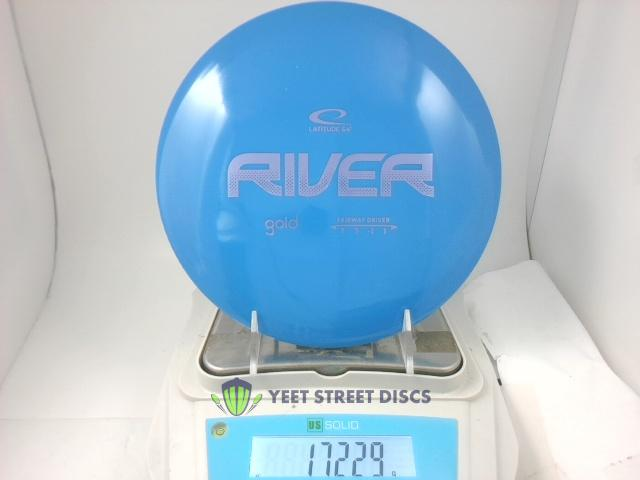 LATITUDE 64°
RIVER
gold
FAIRWAY DRIVER
YEET STREET DISCS
US SOLID
172.29
g